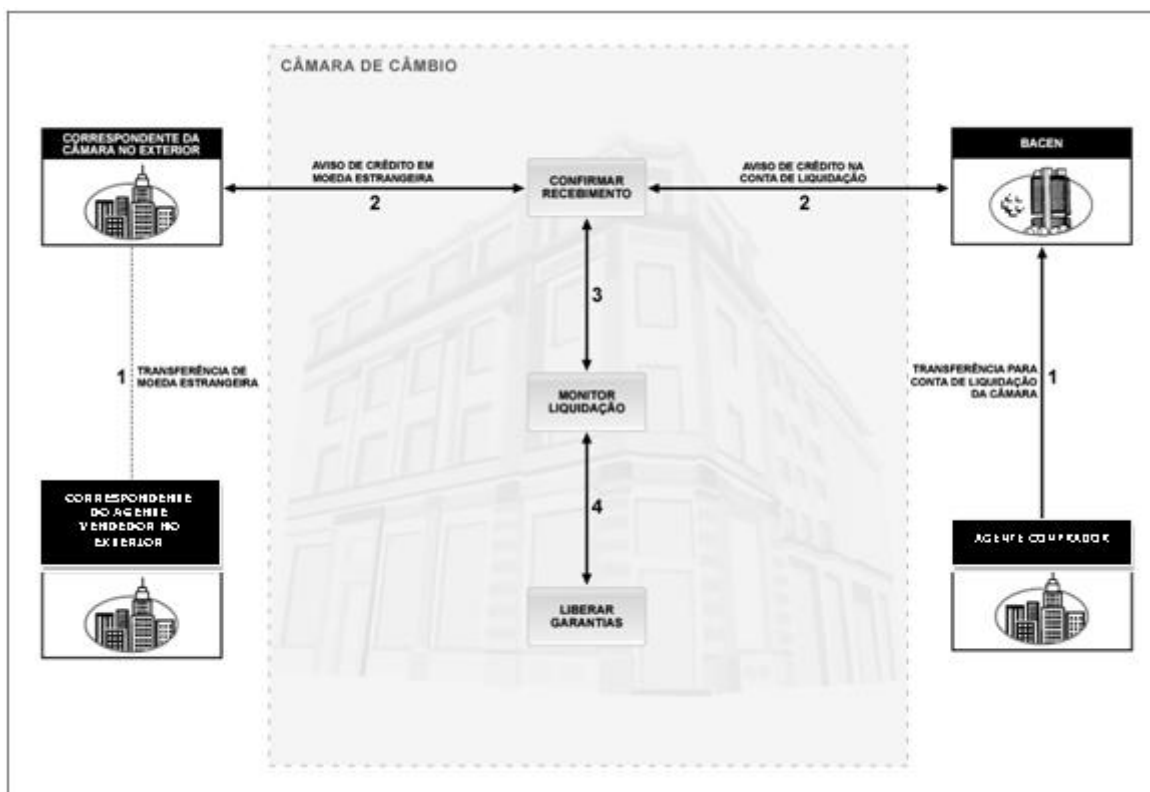 CÂMARA DE CÂMBIO
CORRESPONDENTE DA
CÂMARA NO EXTERIOR
AVISO DE CRÉDITO EM
MOEDA ESTRANGEIRA
2
CONFIRMAR
RECEBIMENTO
AVISO DE CRÉDITO NA
CONTA DE LIQUIDAÇÃO
2
BACEN
3
1
TRANSFERÊNCIA DE
MOEDA ESTRANGEIRA
MONITOR
LIQUIDAÇÃO
TRANSFERÊNCIA PARA
CONTA DE LIQUIDAÇÃO
DA CÂMARA
1
4
CORRESPONDENTE
DO AGENTE
VENDEDOR NO
EXTERIOR
AGENTE COMPRADOR
LIBERAR
GARANTIAS